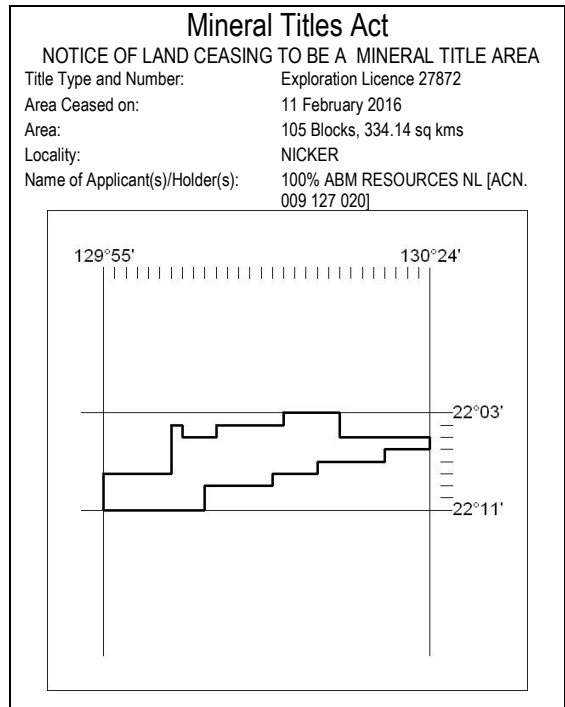 Mineral Titles Act
NOTICE OF LAND CEASING TO BE A MINERAL TITLE AREA
Title Type and Number: Exploration Licence 27872
Area Ceased on: 11 February 2016
Area: 105 Blocks, 334.14 sq kms
Locality: NICKER
Name of Applicant(s)/Holder(s): 100% ABM RESOURCES NL [ACN.
009 127 020]
129°55' 130°24'
22°03'
22°11'